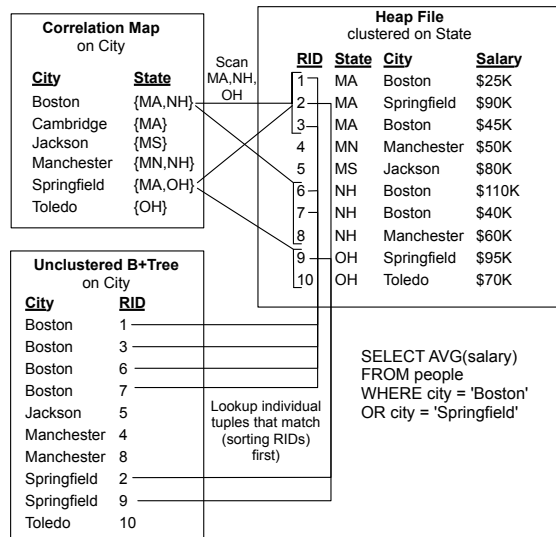 Correlation Map
on City
City State
Boston {MA,NH}
Cambridge {MA}
Jackson {MS}
Manchester {MN,NH}
Springfield {MA,OH}
Toledo {OH}
Scan
MA,NH,
OH
Heap File
clustered on State
RID State City Salary
1 MA Boston $25K
2 MA Springfield $90K
3 MA Boston $45K
4 MN Manchester $50K
5 MS Jackson $80K
6 NH Boston $110K
7 NH Boston $40K
8 NH Manchester $60K
9 OH Springfield $95K
10 OH Toledo $70K
Unclustered B+Tree
on City
City RID
Boston 1
Boston 3
Boston 6
Boston 7
Jackson 5
Manchester 4
Manchester 8
Springfield 2
Springfield 9
Toledo 10
Lookup individual
tuples that match
(sorting RIDs)
first)
SELECT AVG(salary)
FROM people
WHERE city = 'Boston'
OR city = 'Springfield'